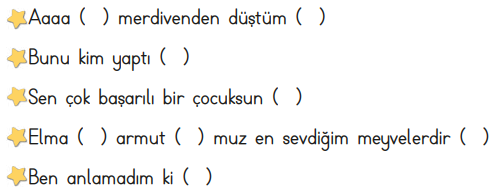 Aaaa (  ) merdivenden düştüm (  )
Bunu kim yaptı (  )
Sen çok başarılı bir çocuksun (  )
Elma (  ) armut (  ) muz en sevdiğim meyvelerdir (  )
Ben anlamadım ki (  )